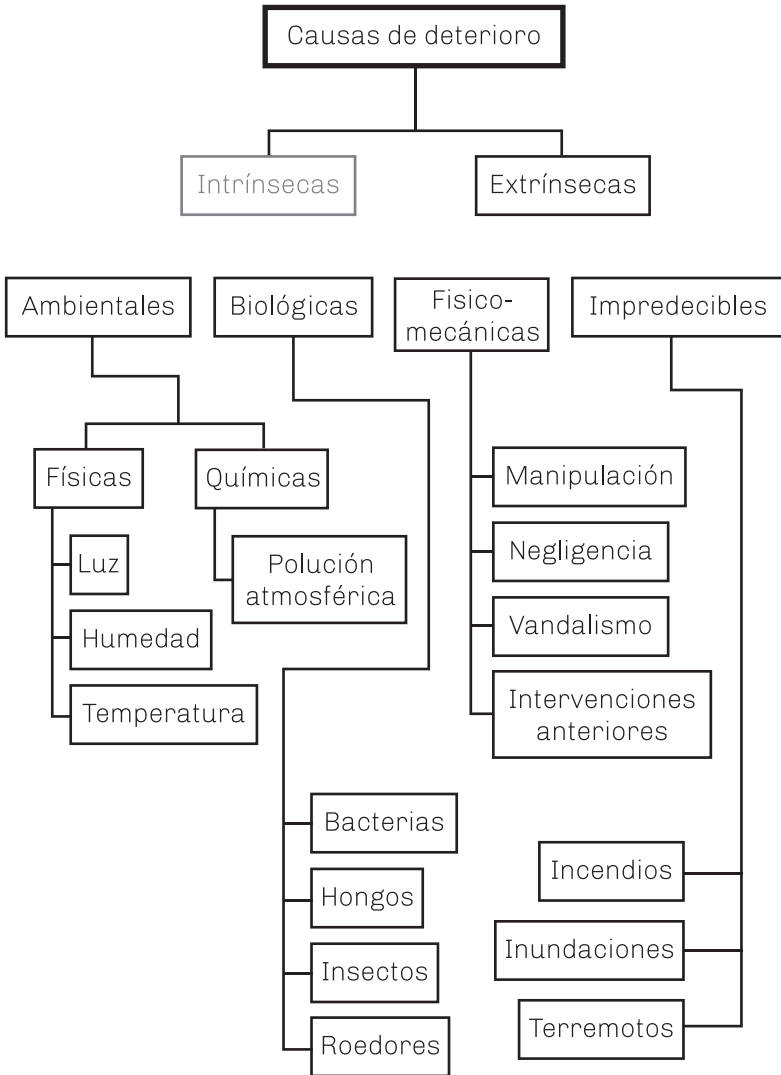 Causas de deterioro
Intrínsecas
Extrínsecas
Ambientales
Biológicas
Fisico-
mecánicas
Impredecibles
Físicas
Químicas
Luz
Humedad
Temperatura
Polución
atmosférica
Bacterias
Hongos
Insectos
Roedores
Manipulación
Negligencia
Vandalismo
Intervenciones
anteriores
Incendios
Inundaciones
Terremotos